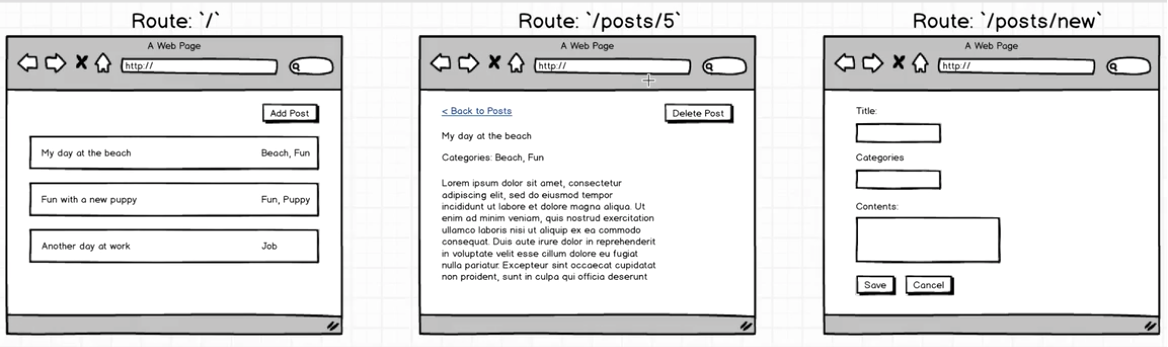 Route: `/`
A Web Page
http://
Add Post
My day at the beach Beach, Fun
Fun with a new puppy Fun, Puppy
Another day at work Job
Route: `/posts/5`
A Web Page
http://
< Back to Posts Delete Post
My day at the beach
Categories: Beach, Fun
Lorem ipsum dolor sit amet, consectetur
adipiscing elit, sed do eiusmod tempor
incididunt ut labore et dolore magna aliqua. Ut
enim ad minim veniam, quis nostrud exercitation
ullamco laboris nisi ut aliquip ex ea commodo
consequat. Duis aute irure dolor in reprehenderit
in voluptate velit esse cillum dolore eu fugiat
nulla pariatur. Excepteur sint occaecat cupidatat
non proident, sunt in culpa qui officia deserunt
Route: `/posts/new`
A Web Page
http://
Title:
Categories
Contents:
Save Cancel